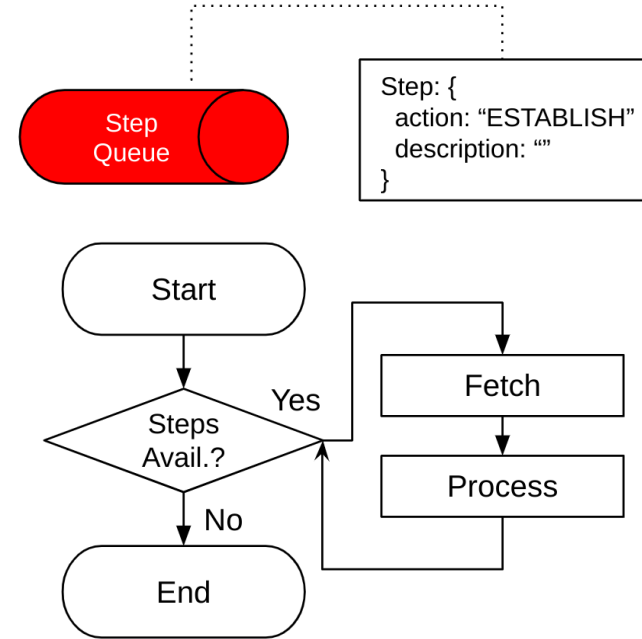 Step
Queue
Step: {
action: “ESTABLISH”
description: “”
}
Start
Steps
Avail.?
Yes
No
End
Fetch
Process